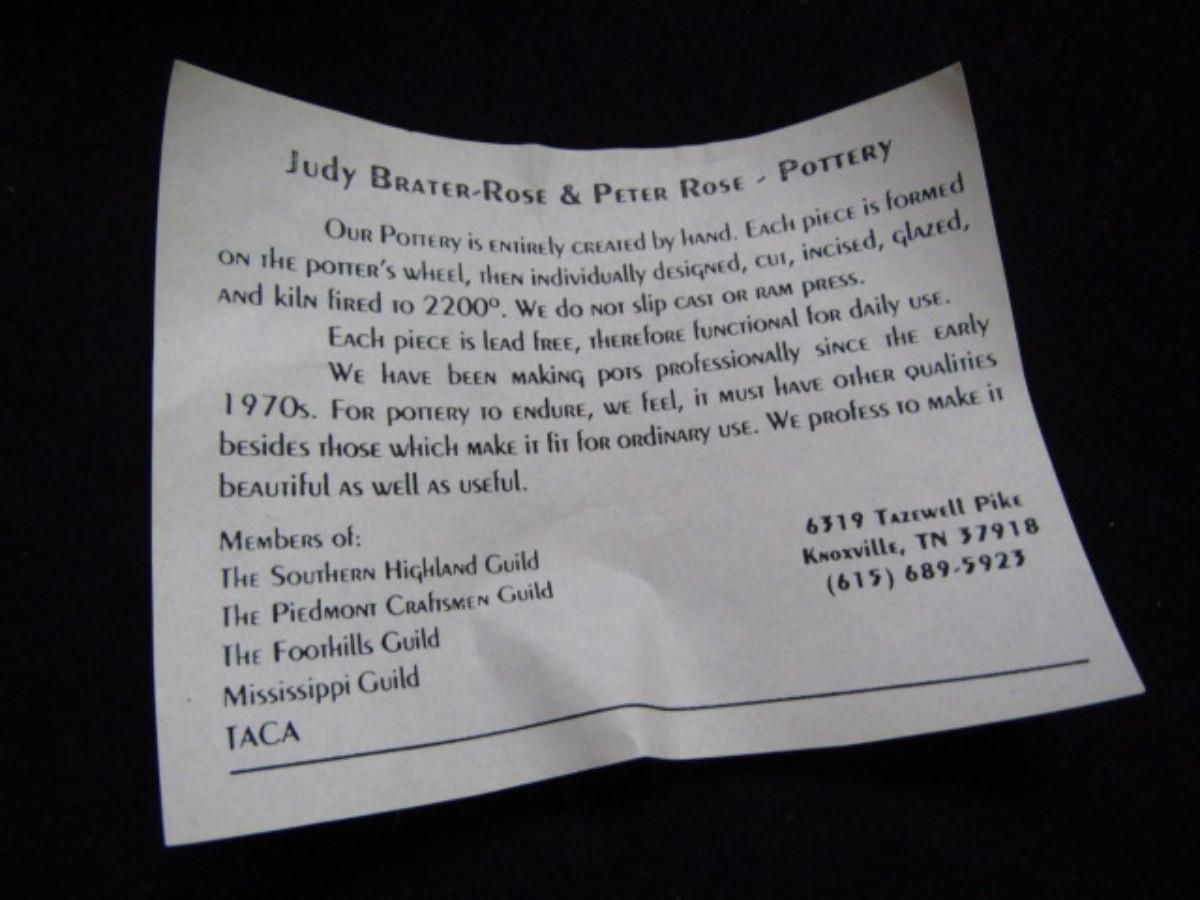 Judy Brater-Rose & Peter Rose - Pottery
Our Pottery is entirely created by hand. Each piece is formed
on the potter's wheel, then individually designed, cut, incised, glazed,
and kiln fired to 2200°. We do not slip cast or ram press.
Each piece is lead free, therefore functional for daily use.
We have been making pots professionally since the early
1970s. For pottery to endure, we feel, it must have other qualities
besides those which make it fit for ordinary use. We profess to make it
beautiful as well as useful.
Members of:
The Southern Highland Guild
The Piedmont Craftsmen Guild
The Foothills Guild
Mississippi Guild
TACA
6319 Tazewell Pike
Knoxville, TN 37918
(615) 689-5923